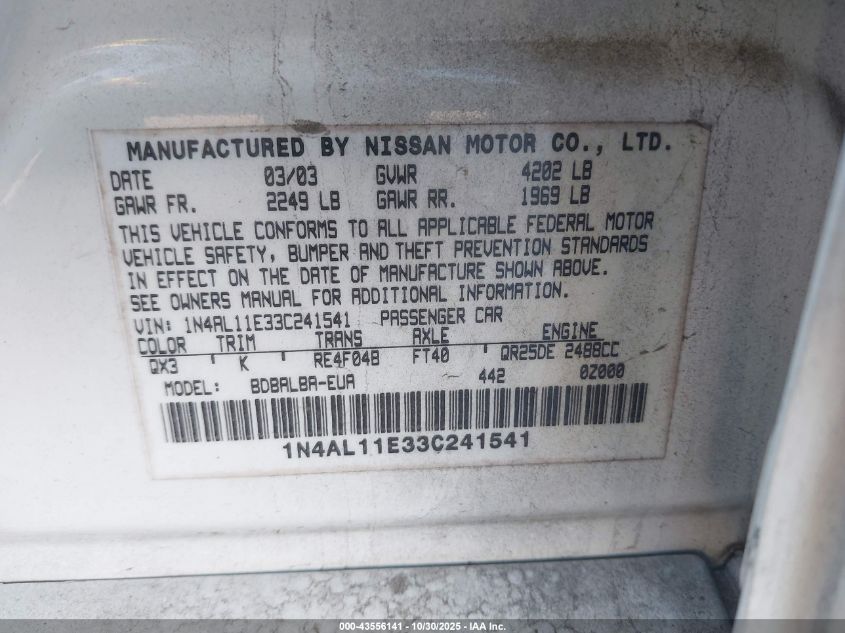 MANUFACTURED BY NISSAN MOTOR CO., LTD.
DATE 03/03 GVWR 4202 LB
GAWR FR. 2249 LB GAWR RR. 1969 LB
THIS VEHICLE CONFORMS TO ALL APPLICABLE FEDERAL MOTOR
VEHICLE SAFETY, BUMPER AND THEFT PREVENTION STANDARDS
IN EFFECT ON THE DATE OF MANUFACTURE SHOWN ABOVE.
SEE OWNERS MANUAL FOR ADDITIONAL INFORMATION.
VIN: 1N4AL11E33C241541 PASSENGER CAR
COLOR TRIM TRANS AXLE ENGINE
QX3 K RE4F04B FT40 QR25DE 2488CC
MODEL: BDBALBA-EUA 442 0Z000
1N4AL11E33C241541
000-43556141 - 10/30/2025 - IAA Inc.